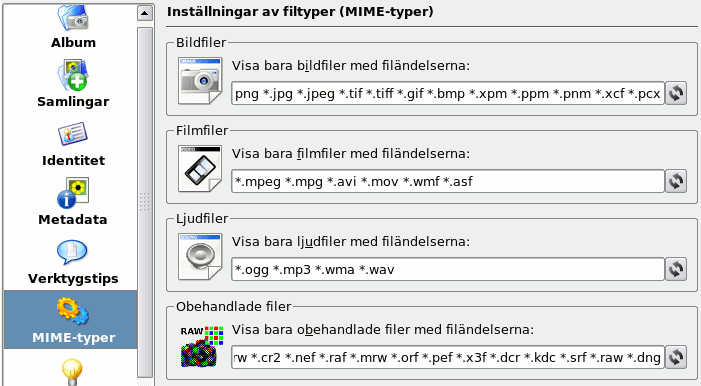 Album
Samlingar
Identitet
Metadata
Verktygstips
MIME-typer
Inställningar av filtyper (MIME-typer)
Bildfiler
Visa bara bildfiler med filändelserna:
png *.jpg *.jpeg *.tif *.tiff *.gif *.bmp *.xpm *.ppm *.pnm *.xcf *.pcx
Filmfiler
Visa bara filmfiler med filändelserna:
*.mpeg *.mpg *.avi *.mov *.wmf *.asf
Ljudfiler
Visa bara ljudfiler med filändelserna:
*.ogg *.mp3 *.wma *.wav
Obehandlade filer
RAW
Visa bara obehandlade filer med filändelserna:
rw *.cr2 *.nef *.raf *.mrw *.orf *.pef *.x3f *.dcr *.kdc *.srf *.raw *.dng